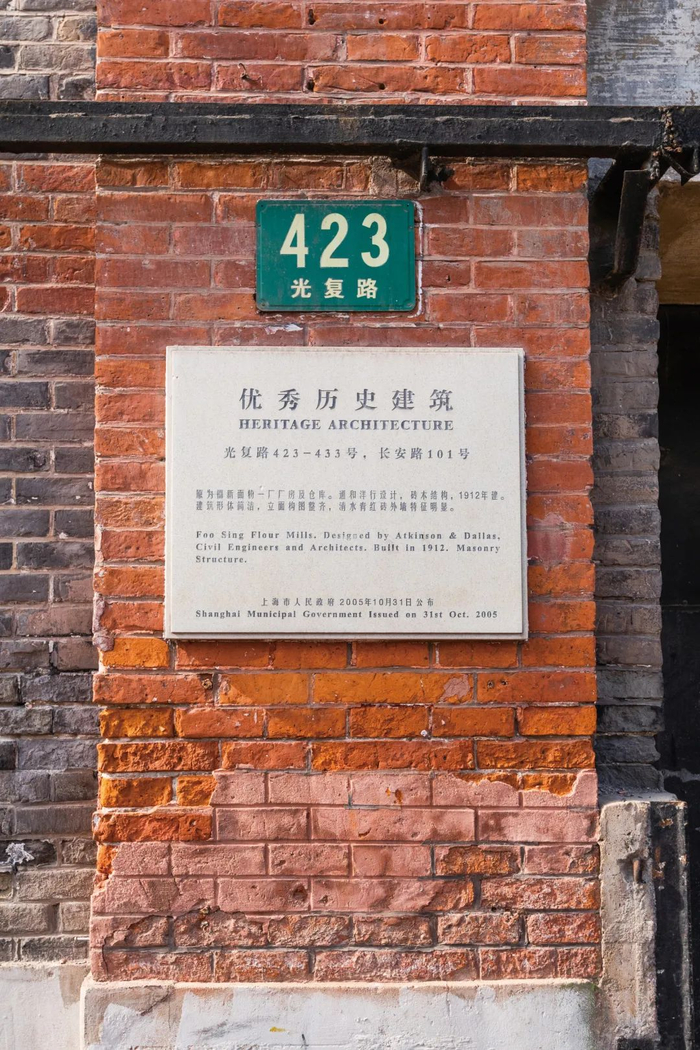 423
光复路
优秀历史建筑
HERITAGE ARCHITECTURE
光复路423-433号，长安路101号
原为福新面粉一厂厂房及仓库。通和洋行设计，砖木结构，1912年建。
建筑形体简洁，立面构图整齐，清水青红砖外墙特征明显。
Foo Sing Flour Mills. Designed by Atkinson & Dallas,
Civil Engineers and Architects. Built in 1912. Masonry
Structure.
上海市人民政府 2005年10月31日公布
Shanghai Municipal Government Issued on 31st Oct. 2005